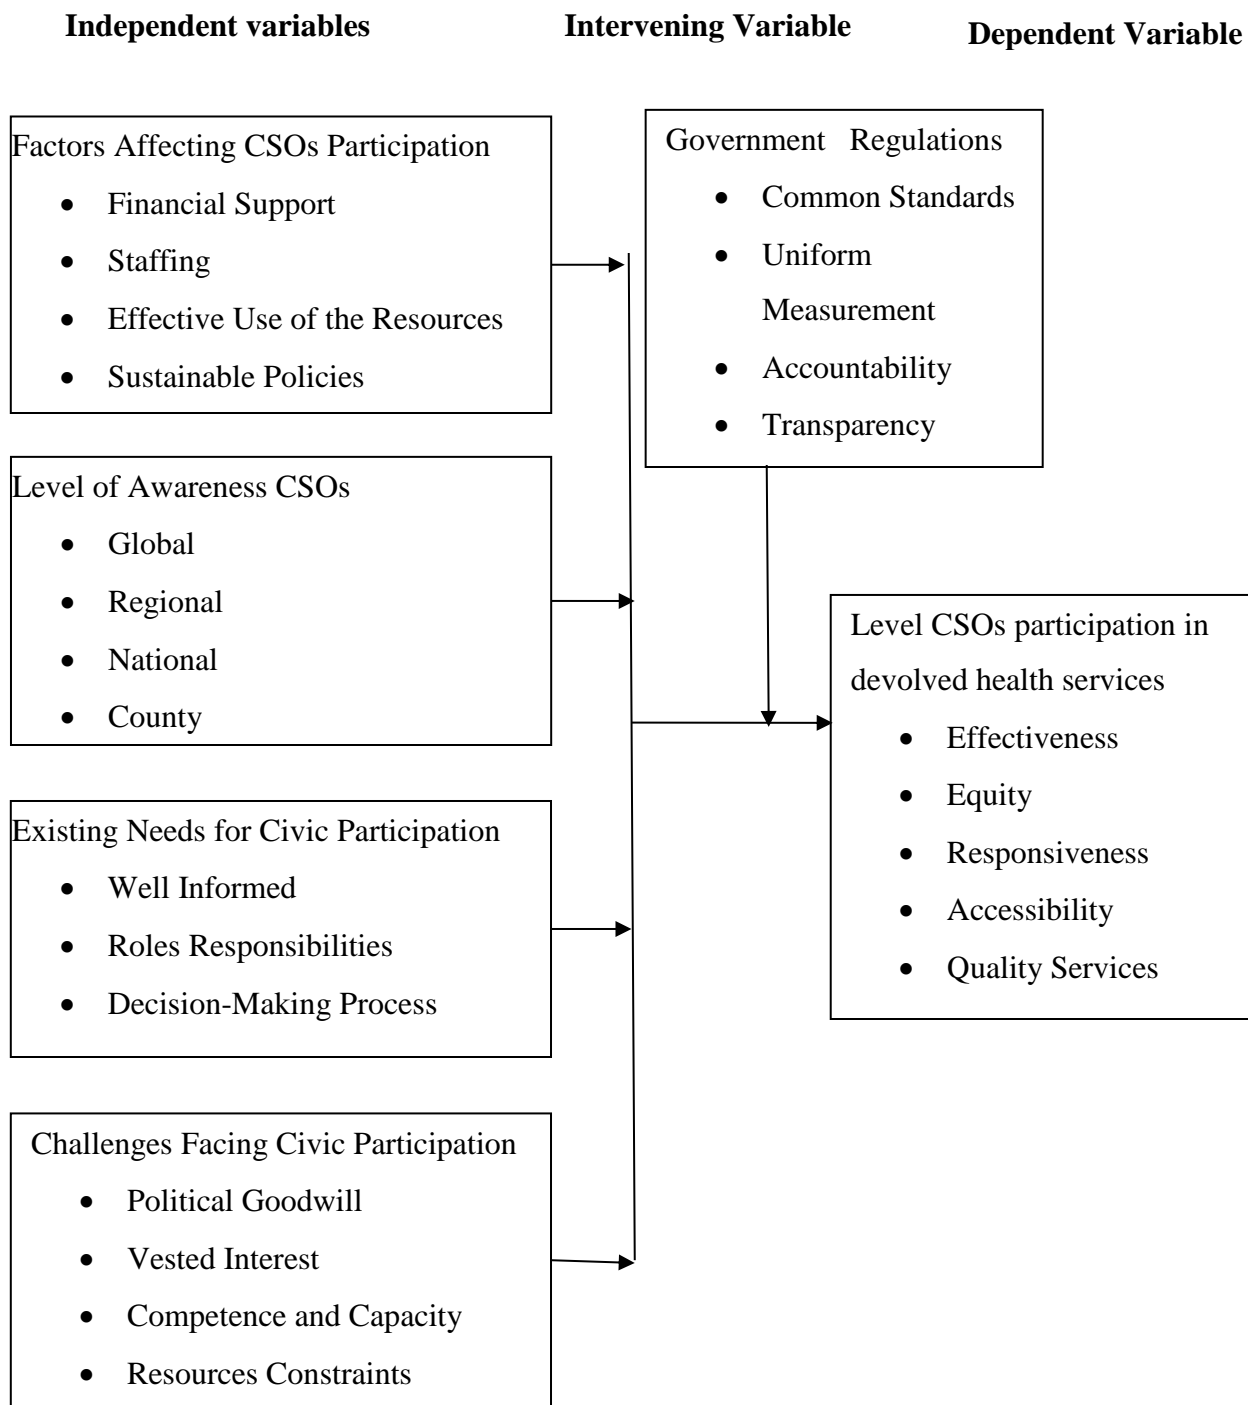 Independent variables
Intervening Variable
Dependent Variable
Factors Affecting CSOs Participation
• Financial Support
• Staffing
• Effective Use of the Resources
• Sustainable Policies
Level of Awareness CSOs
• Global
• Regional
• National
• County
Existing Needs for Civic Participation
• Well Informed
• Roles Responsibilities
• Decision-Making Process
Challenges Facing Civic Participation
• Political Goodwill
• Vested Interest
• Competence and Capacity
• Resources Constraints
Government Regulations
• Common Standards
• Uniform
Measurement
• Accountability
• Transparency
Level CSOs participation in
devolved health services
• Effectiveness
• Equity
• Responsiveness
• Accessibility
• Quality Services